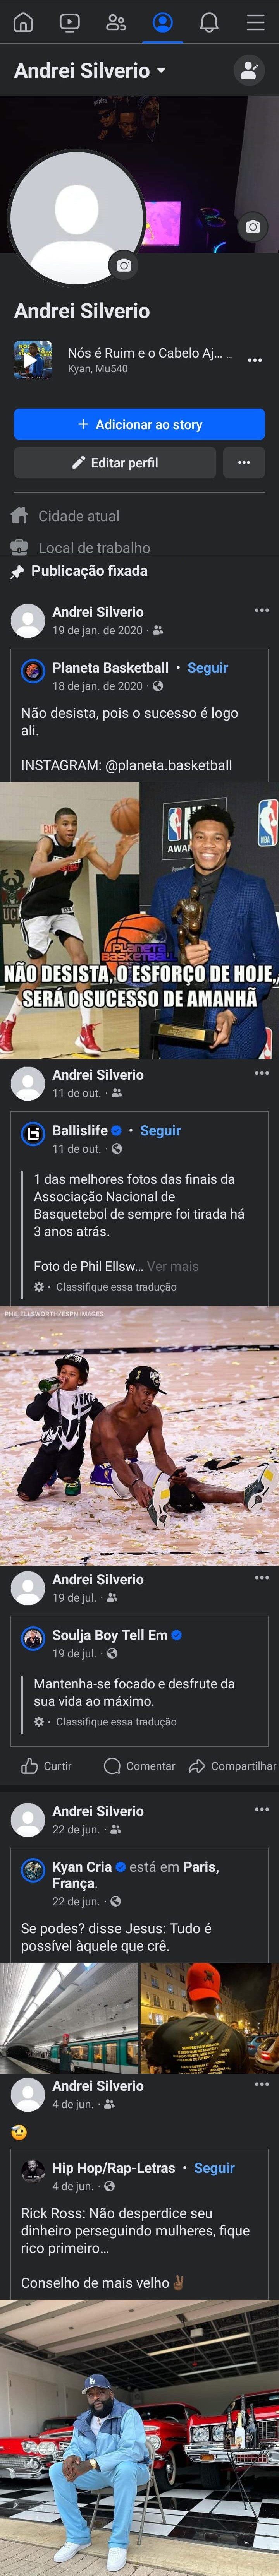 Andrei Silverio
Andrei Silverio
Nós é Ruim e o Cabelo Aj... ...
Kyan, Mu540
+ Adicionar ao story
Editar perfil
Cidade atual
Local de trabalho
Publicação fixada
Andrei Silverio
19 de jan. de 2020 ·
Planeta Basketball · Seguir
18 de jan. de 2020 ·
Não desista, pois o sucesso é logo
ali.
INSTAGRAM: @planeta.basketball
NBA
AWAR
NBA
PLANETA
BASKETBALL
NÃO DESISTA, O ESFORÇO DE HOJE,
SERÁ O SUCESSO DE AMANHÃ
Andrei Silverio
11 de out. ·
Ballislife · Seguir
11 de out. ·
1 das melhores fotos das finais da
Associação Nacional de
Basquetebol de sempre foi tirada há
3 anos atrás.
Foto de Phil Ellsw... Ver mais
· Classifique essa tradução
PHIL ELLSWORTH/ESPN IMAGES
Andrei Silverio
19 de jul. ·
Soulja Boy Tell Em
19 de jul. ·
Mantenha-se focado e desfrute da
sua vida ao máximo.
· Classifique essa tradução
Curtir
Comentar
Compartilhar
Andrei Silverio
22 de jun. ·
Kyan Cria está em Paris,
França.
22 de jun. ·
Se podes? disse Jesus: Tudo é
possível àquele que crê.
Andrei Silverio
4 de jun. ·
🤕
Hip Hop/Rap-Letras · Seguir
4 de jun. ·
Rick Ross: Não desperdice seu
dinheiro perseguindo mulheres, fique
rico primeiro...
Conselho de mais velho✌🏾